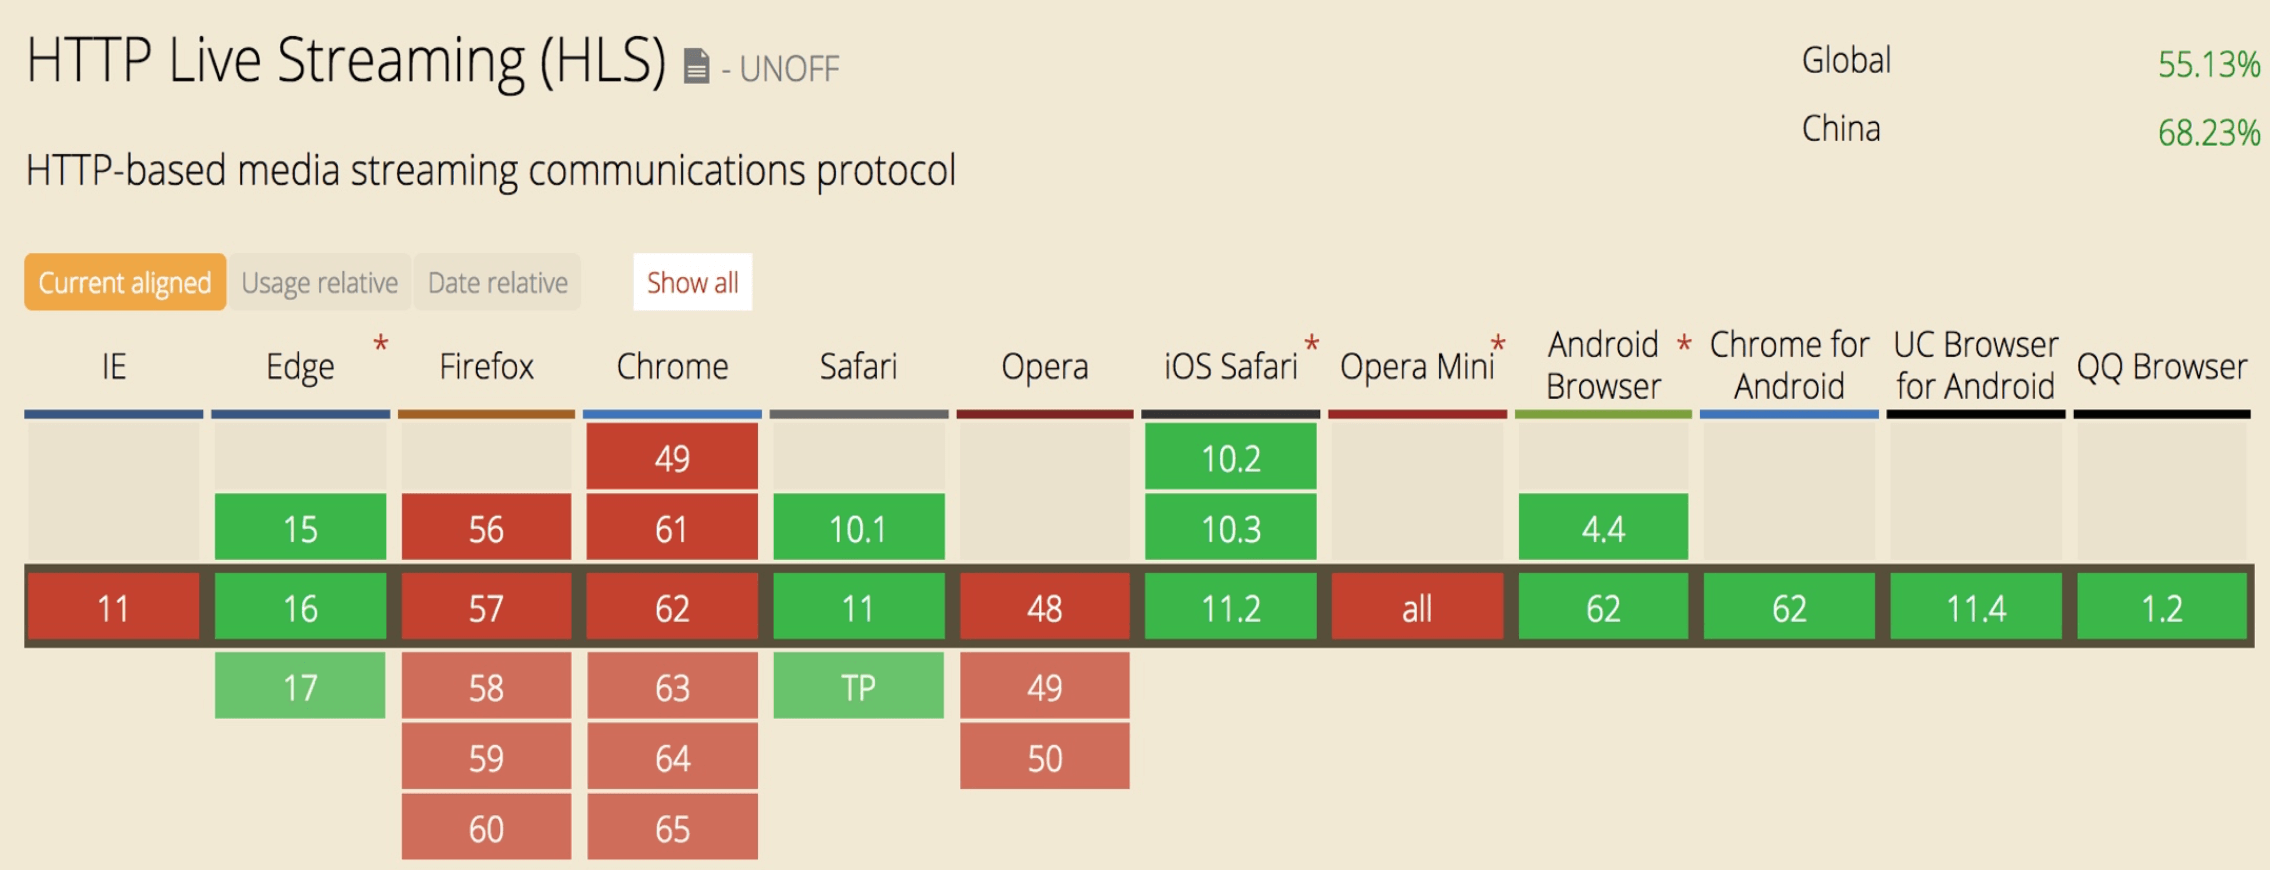 HTTP Live Streaming (HLS) - UNOFF
Global 55.13%
China 68.23%
HTTP-based media streaming communications protocol
Current aligned Usage relative Date relative Show all
IE Edge * Firefox Chrome Safari Opera iOS Safari * Opera Mini * Android Browser * Chrome for Android UC Browser for Android QQ Browser
49 10.2
15 56 61 10.1 10.3 4.4
11 16 57 62 11 48 11.2 all 62 62 11.4 1.2
17 58 63 TP 49
59 64 50
60 65